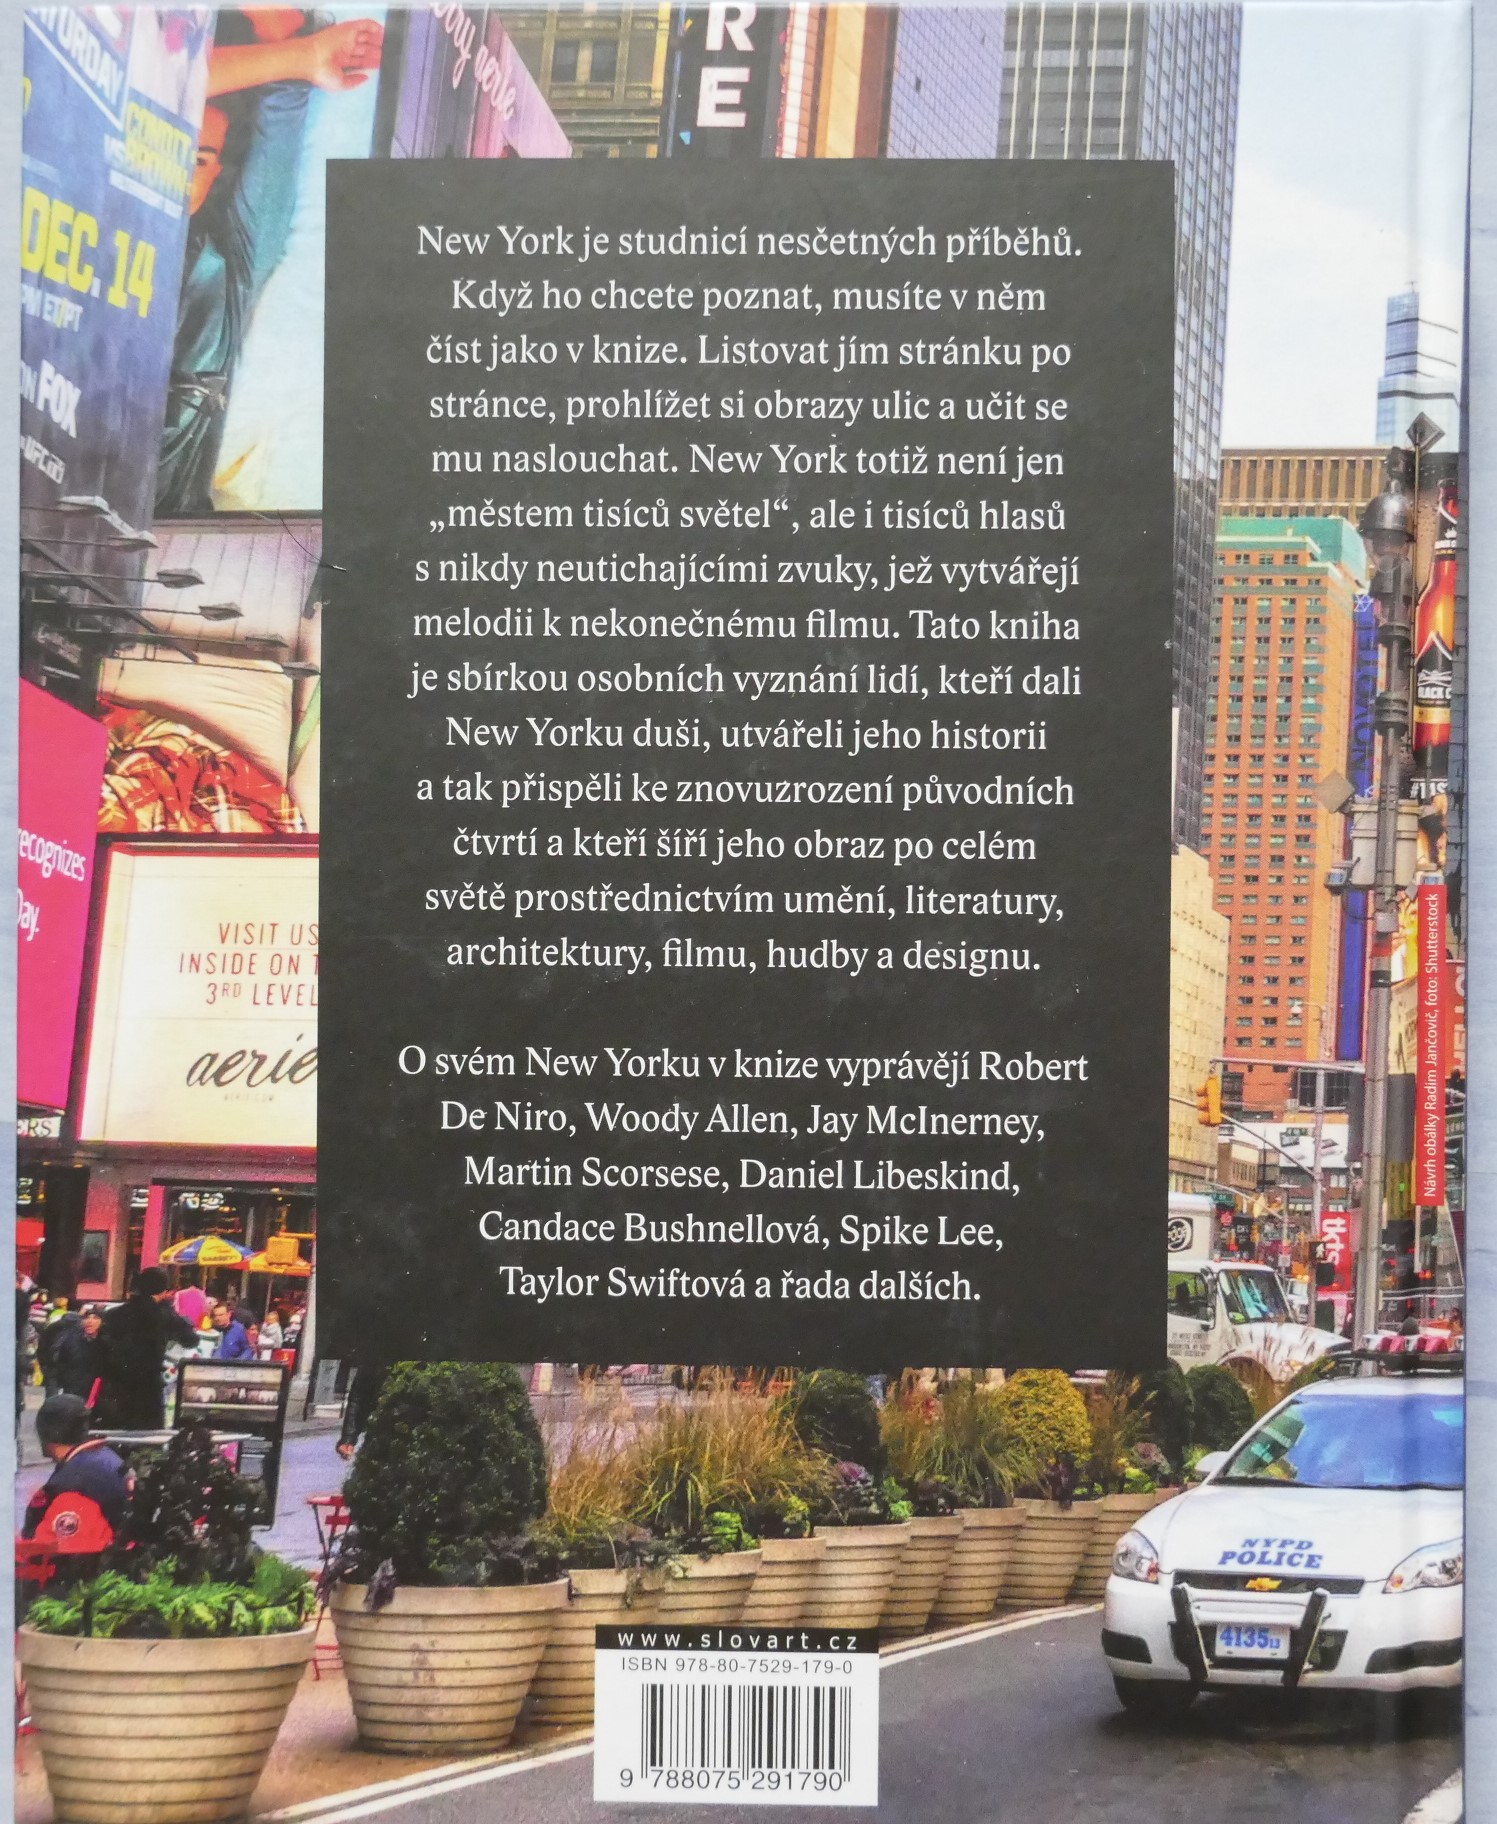 R
E
SATURDAY
DEC. 14
ON FOX
New York je studnicí nesčetných příběhů.
Když ho chcete poznat, musíte v něm
číst jako v knize. Listovat jím stránku po
stránce, prohlížet si obrazy ulic a učit se
mu naslouchat. New York totiž není jen
„městem tisíců světel“, ale i tisíců hlasů
s nikdy neutichajícími zvuky, jež vytvářejí
melodii k nekonečnému filmu. Tato kniha
je sbírkou osobních vyznání lidí, kteří dali
New Yorku duši, utvářeli jeho historii
a tak přispěli ke znovuzrození původních
čtvrtí a kteří šíří jeho obraz po celém
světě prostřednictvím umění, literatury,
architektury, filmu, hudby a designu.
O svém New Yorku v knize vyprávějí Robert
De Niro, Woody Allen, Jay McInerney,
Martin Scorsese, Daniel Libeskind,
Candace Bushnellová, Spike Lee,
Taylor Swiftová a řada dalších.
recognizes
Day.
VISIT US
INSIDE ON
3RD LEVEL
aerie
Návrh obálky Radim Jančovič, foto: Shutterstock
tkts
NYPD
POLICE
4135
www.slovart.cz
ISBN 978-80-7529-179-0
9 788075 291790